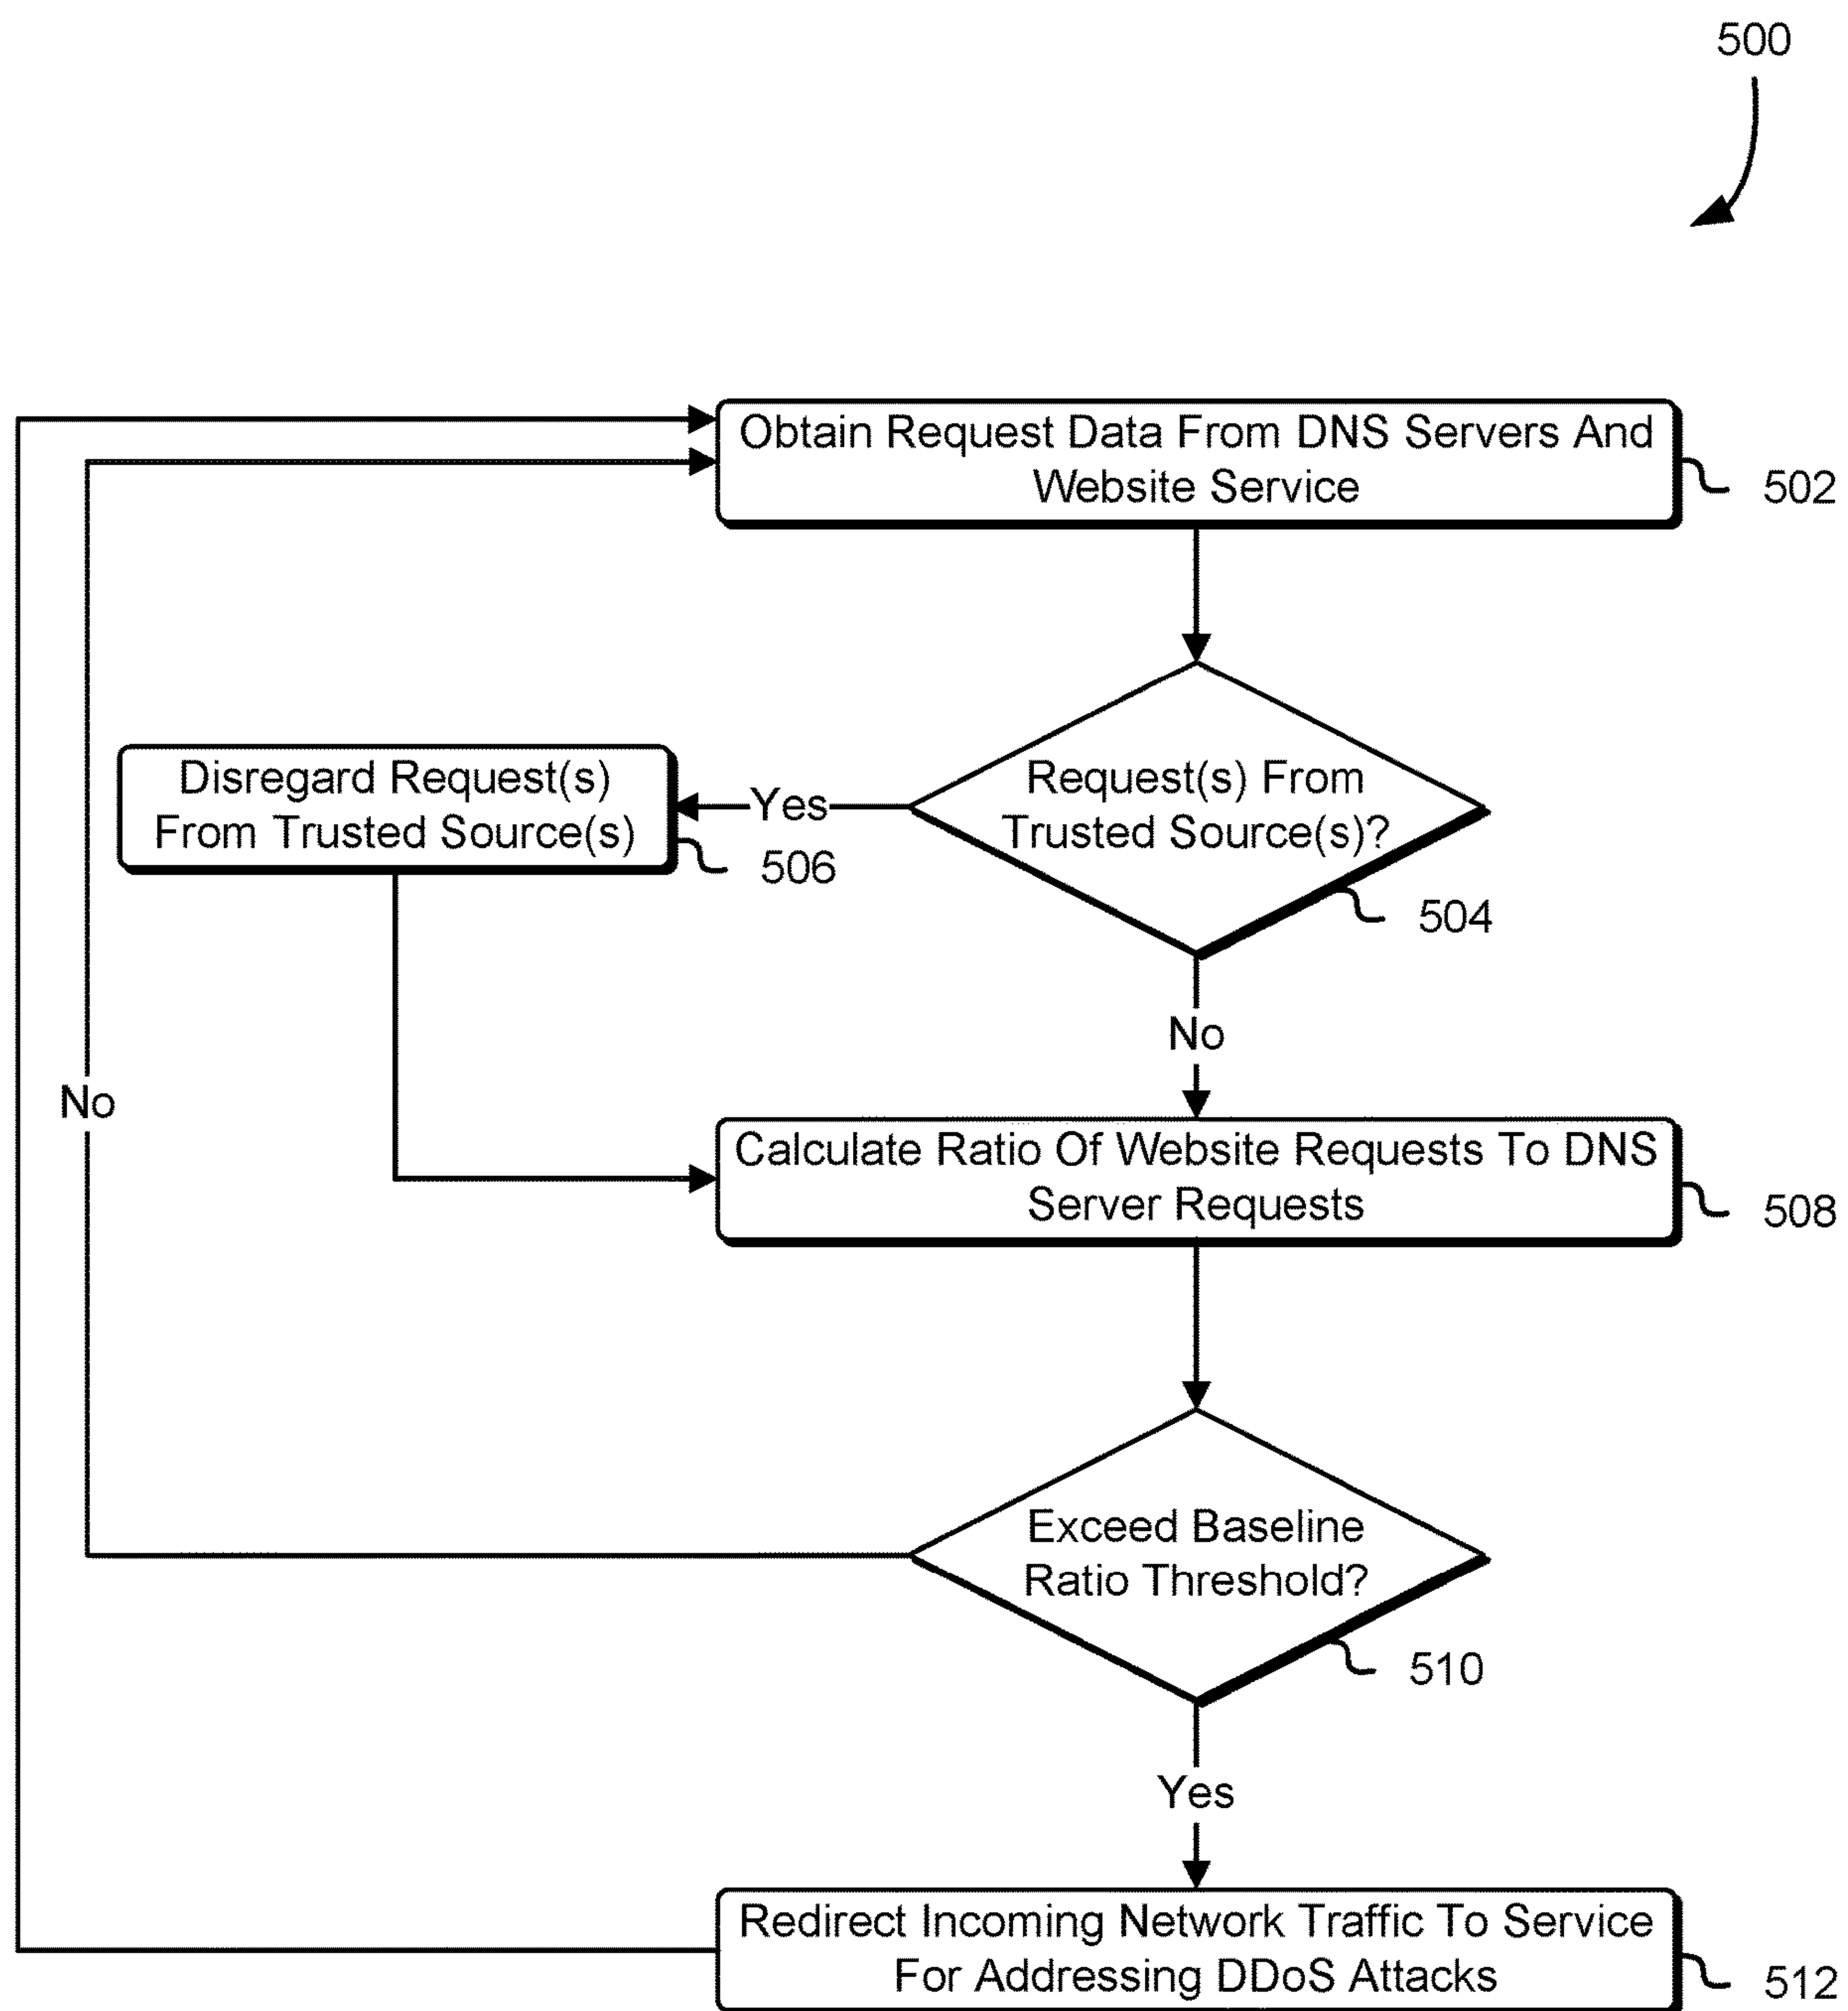 500
Obtain Request Data From DNS Servers And
Website Service
502
Request(s) From
Trusted Source(s)?
504
Yes
Disregard Request(s)
From Trusted Source(s)
506
No
No
Calculate Ratio Of Website Requests To DNS
Server Requests
508
Exceed Baseline
Ratio Threshold?
510
Yes
Redirect Incoming Network Traffic To Service
For Addressing DDoS Attacks
512